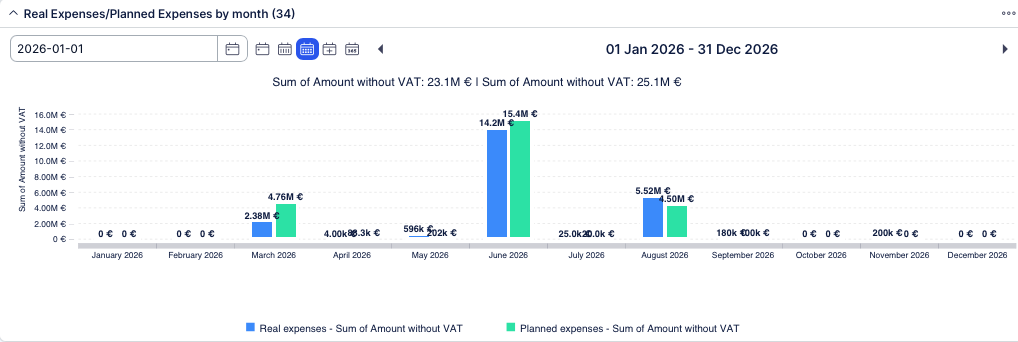 Real Expenses/Planned Expenses by month (34)
2026-01-01
365
01 Jan 2026 - 31 Dec 2026
Sum of Amount without VAT: 23.1M € | Sum of Amount without VAT: 25.1M €
Sum of Amount without VAT
16.0M €
14.0M €
12.0M €
10.0M €
8.00M €
6.00M €
4.00M €
2.00M €
0 €
0 € 0 €
0 € 0 €
2.38M € 4.76M €
4.00k €
596k € 202k €
14.2M € 15.4M €
25.0k
5.52M € 4.50M €
180k €
0 € 0 €
200k € 0 €
0 € 0 €
January 2026 February 2026 March 2026 April 2026 May 2026 June 2026 July 2026 August 2026 September 2026 October 2026 November 2026 December 2026
Real expenses - Sum of Amount without VAT Planned expenses - Sum of Amount without VAT